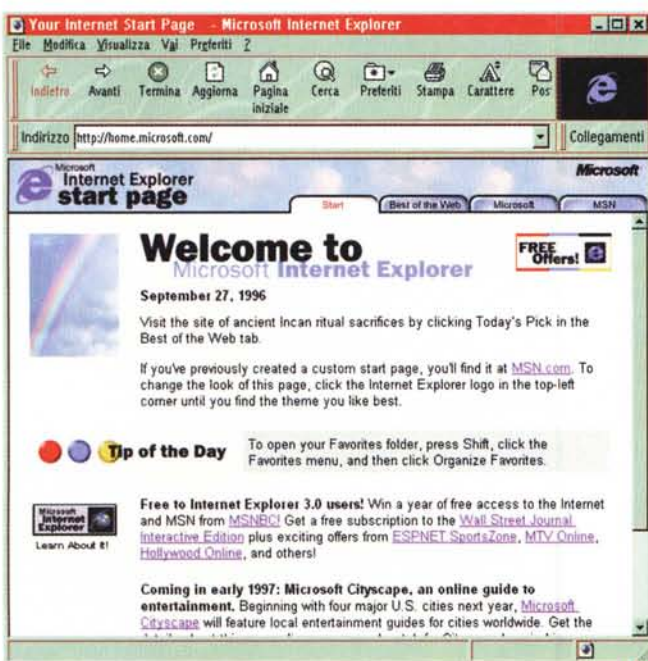 Your Internet Start Page - Microsoft Internet Explorer
File Modifica Visualizza Vai Preferiti ?
Indietro Avanti Termina Aggiorna Pagina iniziale Cerca Preferiti Stampa Carattere Pos
Indirizzo http://home.microsoft.com/ Collegamenti
Microsoft
Internet Explorer
start page
Microsoft
Start Best of the Web Microsoft MSN
Welcome to
Microsoft Internet Explorer
FREE
Offers!
September 27, 1996
Visit the site of ancient Incan ritual sacrifices by clicking Today's Pick in the
Best of the Web tab.
If you've previously created a custom start page, you'll find it at MSN.com. To
change the look of this page, click the Internet Explorer logo in the top-left
corner until you find the theme you like best.
Tip of the Day
To open your Favorites folder, press Shift, click the
Favorites menu, and then click Organize Favorites.
Microsoft
Internet
Explorer
Learn About It!
Free to Internet Explorer 3.0 users! Win a year of free access to the Internet
and MSN from MSNBC! Get a free subscription to the Wall Street Journal
Interactive Edition plus exciting offers from ESPNET SportsZone, MTV Online,
Hollywood Online, and others!
Coming in early 1997: Microsoft Cityscape, an online guide to
entertainment. Beginning with four major U.S. cities next year, Microsoft
Cityscape will feature local entertainment guides for cities worldwide. Get the